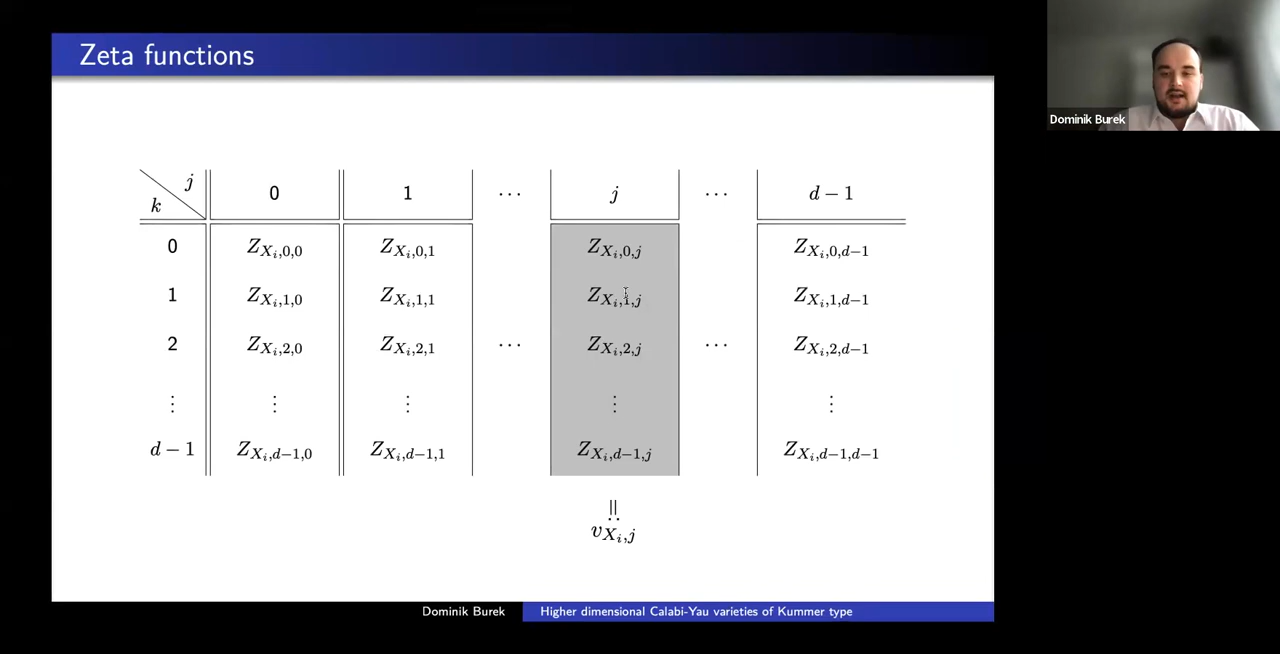 Zeta functions
Dominik Burek
j
k
0 1 ⋯ j ⋯ d − 1
0 Z_{X_i,0,0} Z_{X_i,0,1} Z_{X_i,0,j} Z_{X_i,0,d−1}
1 Z_{X_i,1,0} Z_{X_i,1,1} Z_{X_i,1,j} Z_{X_i,1,d−1}
2 Z_{X_i,2,0} Z_{X_i,2,1} ⋯ Z_{X_i,2,j} ⋯ Z_{X_i,2,d−1}
⋮ ⋮ ⋮ ⋮ ⋮
d − 1 Z_{X_i,d−1,0} Z_{X_i,d−1,1} Z_{X_i,d−1,j} Z_{X_i,d−1,d−1}
=:
v_{X_i,j}
Dominik Burek Higher dimensional Calabi-Yau varieties of Kummer type